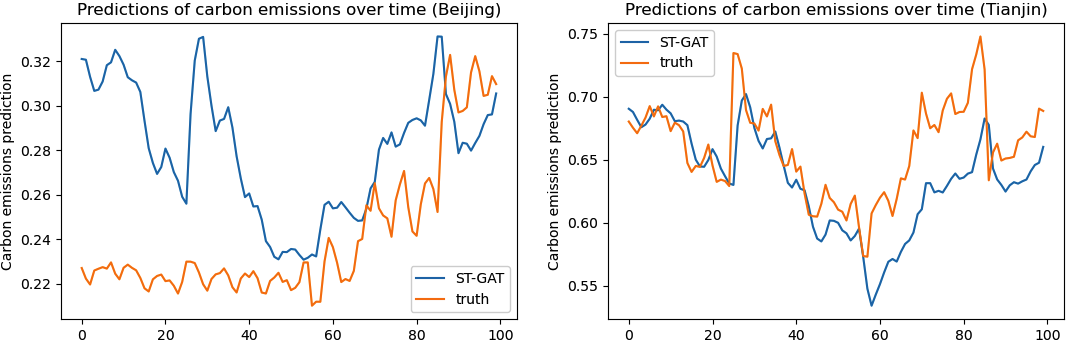 Predictions of carbon emissions over time (Beijing)
Carbon emissions prediction
0.32
0.30
0.28
0.26
0.24
0.22
0
20
40
60
80
100
ST-GAT
truth
Predictions of carbon emissions over time (Tianjin)
Carbon emissions prediction
0.75
0.70
0.65
0.60
0.55
0
20
40
60
80
100
ST-GAT
truth